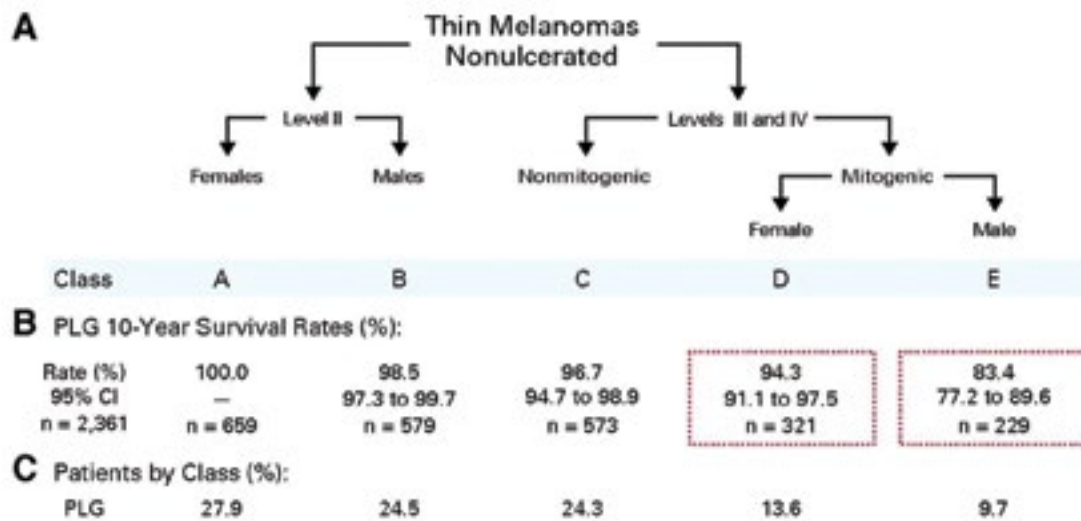 A
Thin Melanomas
Nonulcerated
Level II
Levels III and IV
Females Males Nonmitogenic Mitogenic
Female Male
Class A B C D E
B PLG 10-Year Survival Rates (%):
Rate (%) 100.0 98.5 96.7 94.3 83.4
95% CI — 97.3 to 99.7 94.7 to 98.9 91.1 to 97.5 77.2 to 89.6
n = 2,361 n = 659 n = 579 n = 573 n = 321 n = 229
C Patients by Class (%):
PLG 27.9 24.5 24.3 13.6 9.7